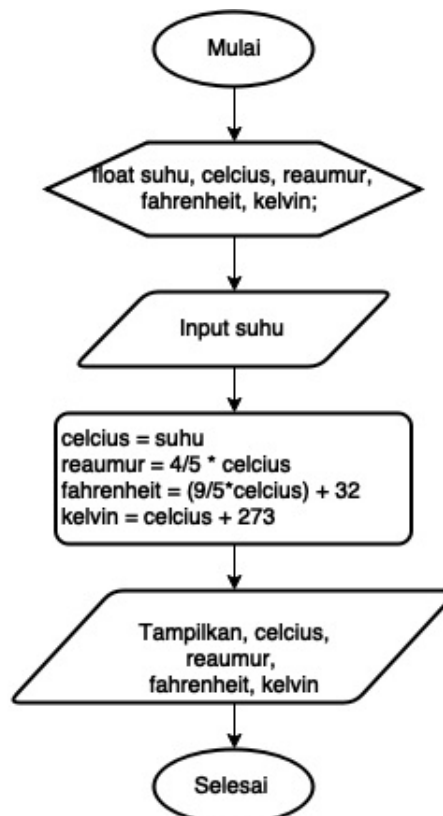 Mulai
float suhu, celcius, reaumur,
fahrenheit, kelvin;
Input suhu
celcius = suhu
reaumur = 4/5 * celcius
fahrenheit = (9/5*celcius) + 32
kelvin = celcius + 273
Tampilkan, celcius,
reaumur,
fahrenheit, kelvin
Selesai